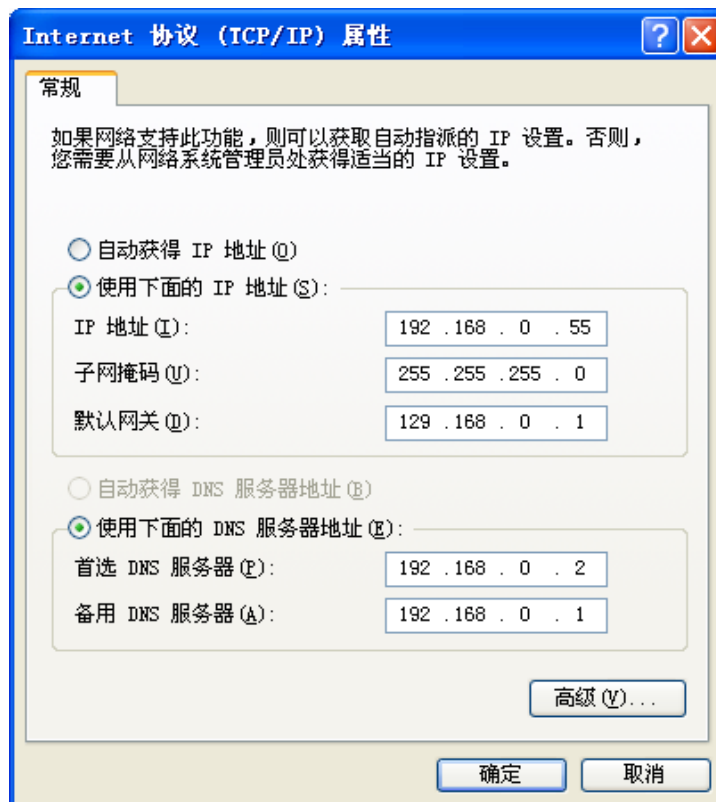 Internet 协议 (TCP/IP) 属性
常规
如果网络支持此功能，则可以获取自动指派的 IP 设置。否则，
您需要从网络系统管理员处获得适当的 IP 设置。
自动获得 IP 地址(O)
使用下面的 IP 地址(S):
IP 地址(I): 192 .168 . 0 . 55
子网掩码(U): 255 .255 .255 . 0
默认网关(D): 129 .168 . 0 . 1
自动获得 DNS 服务器地址(B)
使用下面的 DNS 服务器地址(E):
首选 DNS 服务器(P): 192 .168 . 0 . 2
备用 DNS 服务器(A): 192 .168 . 0 . 1
高级(V)...
确定 取消